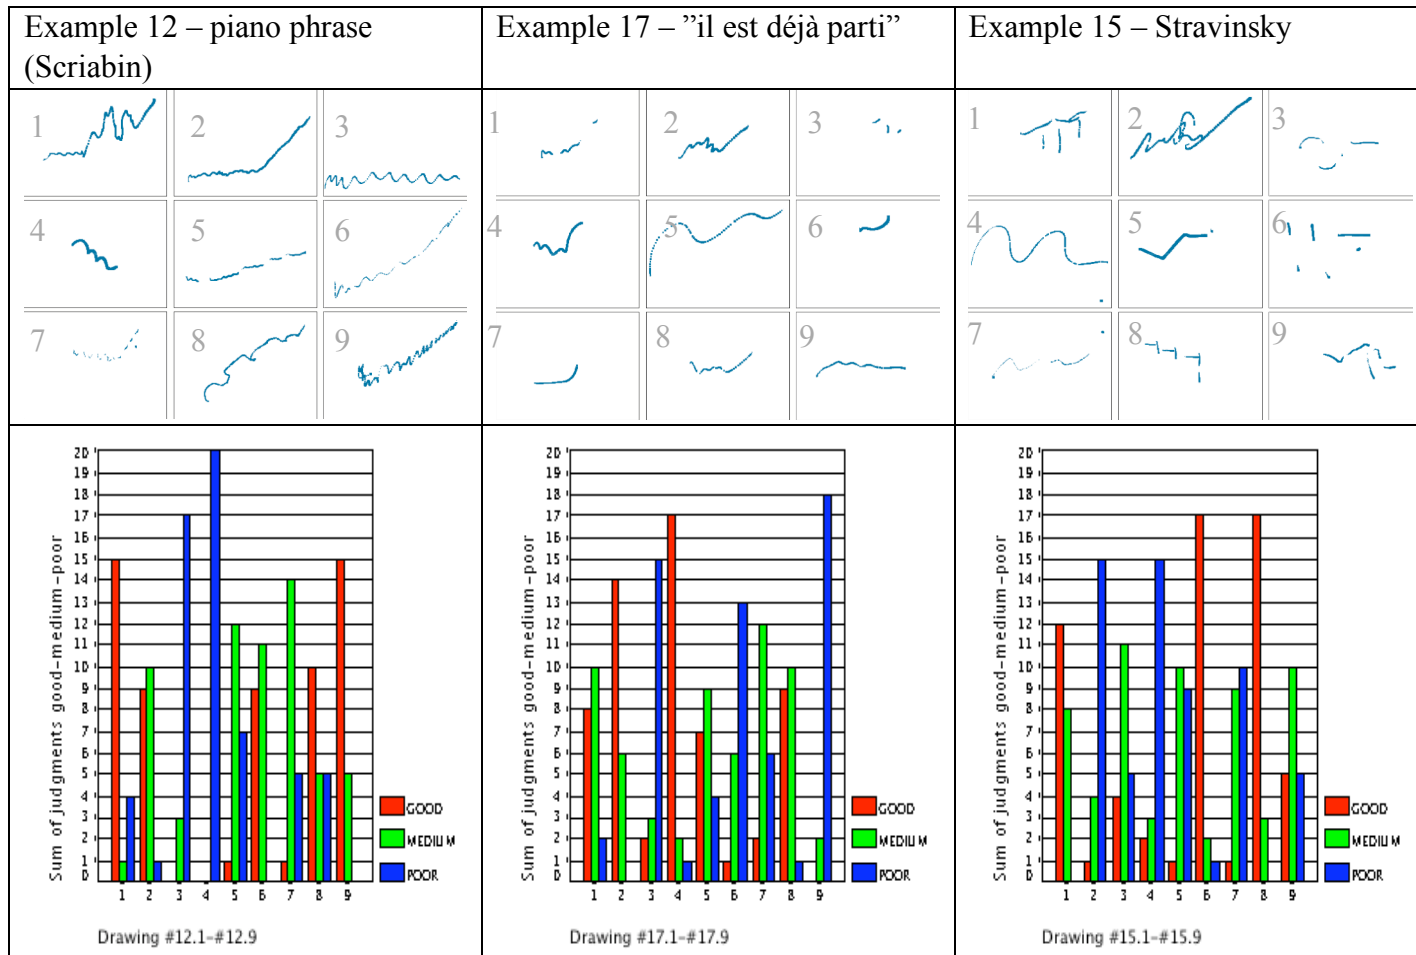 Example 12 – piano phrase
(Scriabin)
Example 17 – ”il est déjà parti”
Example 15 – Stravinsky
1 2 3
4 5 6
7 8 9
1 2 3
4 5 6
7 8 9
1 2 3
4 5 6
7 8 9
Sum of judgments good-medium-poor
20
19
18
17
16
15
14
13
12
11
10
9
8
7
6
5
4
3
2
1
0
1 2 3 4 5 6 7 8 9
GOOD
MEDIUM
POOR
Drawing #12.1-#12.9
Sum of judgments good-medium-poor
20
19
18
17
16
15
14
13
12
11
10
9
8
7
6
5
4
3
2
1
0
1 2 3 4 5 6 7 8 9
GOOD
MEDIUM
POOR
Drawing #17.1-#17.9
Sum of judgments good-medium-poor
20
19
18
17
16
15
14
13
12
11
10
9
8
7
6
5
4
3
2
1
0
1 2 3 4 5 6 7 8 9
GOOD
MEDIUM
POOR
Drawing #15.1-#15.9